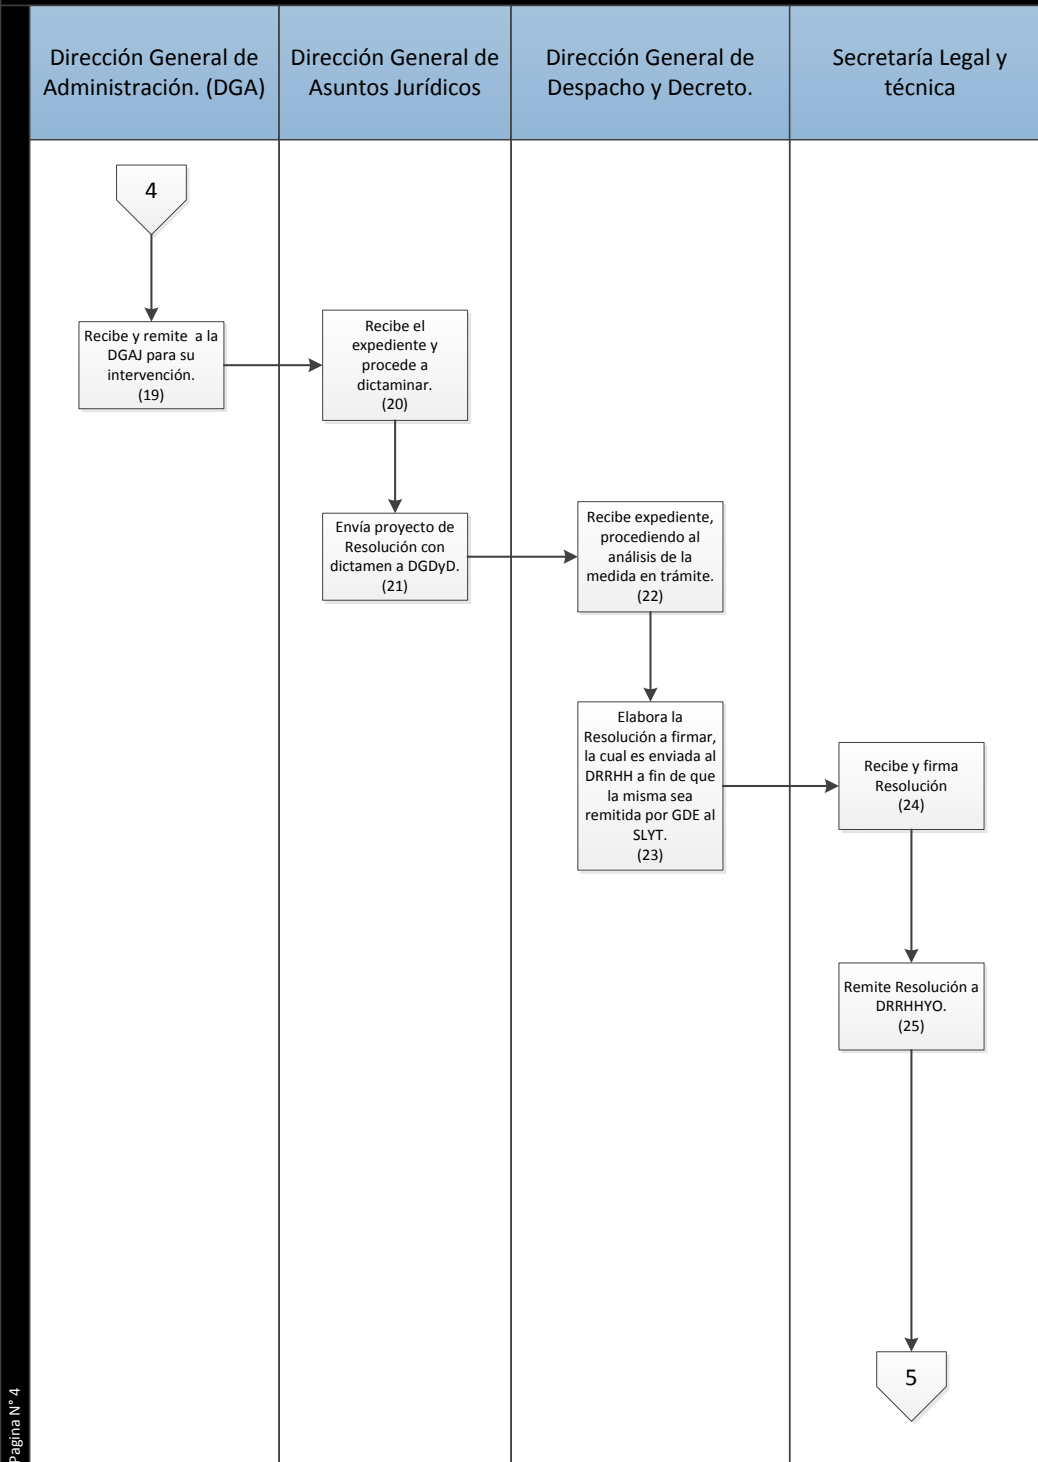 Dirección General de
Administración. (DGA)
Dirección General de
Asuntos Jurídicos
Dirección General de
Despacho y Decreto.
Secretaría Legal y
técnica
4
Recibe y remite a la
DGAJ para su
intervención.
(19)
Recibe el
expediente y
procede a
dictaminar.
(20)
Envía proyecto de
Resolución con
dictamen a DGDyD.
(21)
Recibe expediente,
procediendo al
análisis de la
medida en trámite.
(22)
Elabora la
Resolución a firmar,
la cual es enviada al
DRRHH a fin de que
la misma sea
remitida por GDE al
SLYT.
(23)
Recibe y firma
Resolución
(24)
Remite Resolución a
DRRHHYO.
(25)
5
Pagina N° 4